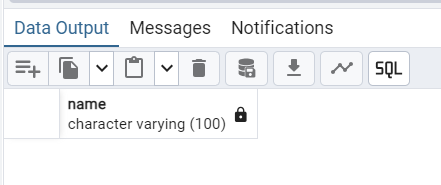 Data Output Messages Notifications
SQL
name
character varying (100)